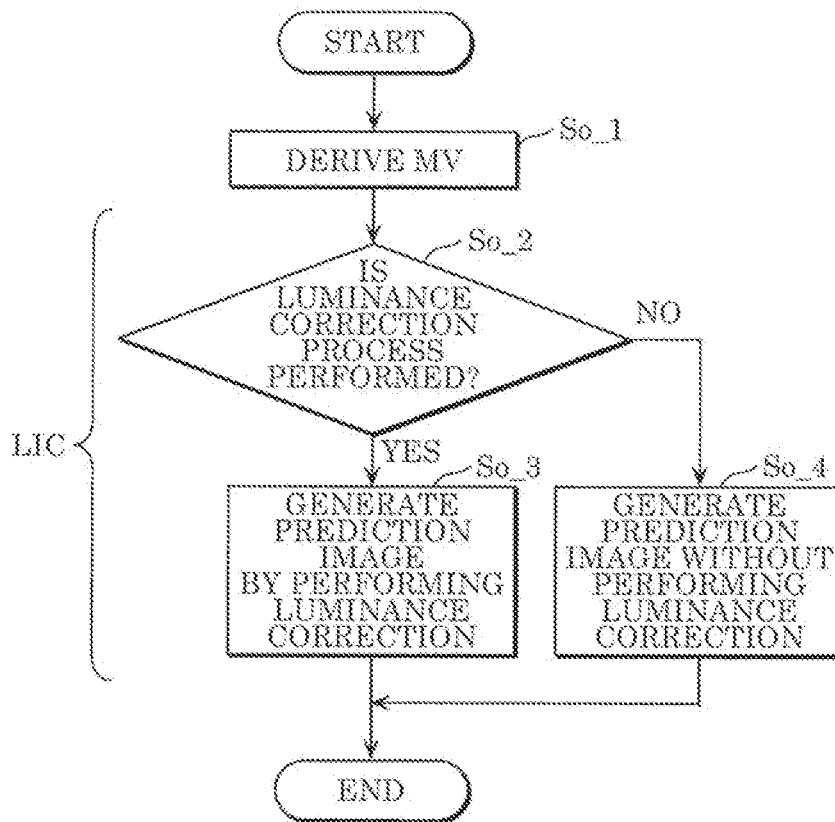 START
So_1
DERIVE MV
So_2
IS
LUMINANCE
CORRECTION
PROCESS
PERFORMED?
NO
LIC
YES
So_3
GENERATE
PREDICTION
IMAGE
BY PERFORMING
LUMINANCE
CORRECTION
So_4
GENERATE
PREDICTION
IMAGE WITHOUT
PERFORMING
LUMINANCE
CORRECTION
END